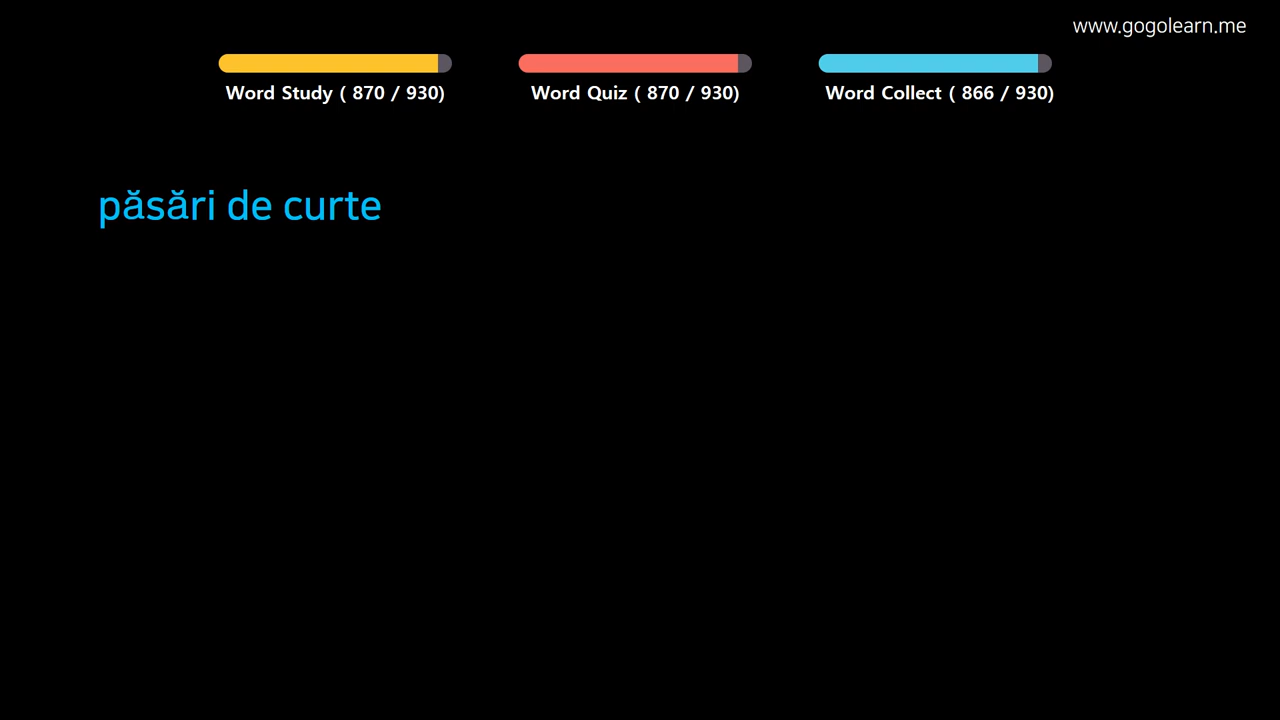 www.gogolearn.me
Word Study ( 870 / 930)
Word Quiz ( 870 / 930)
Word Collect ( 866 / 930)
păsări de curte